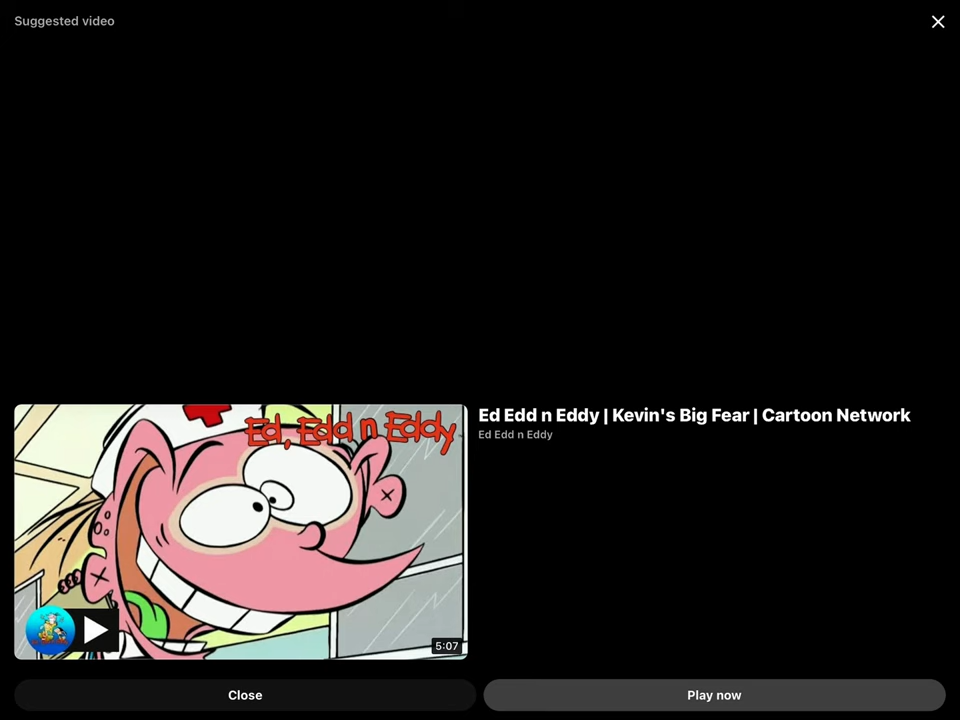 Suggested video
Ed, Edd n Eddy
5:07
Ed Edd n Eddy | Kevin's Big Fear | Cartoon Network
Ed Edd n Eddy
Close
Play now